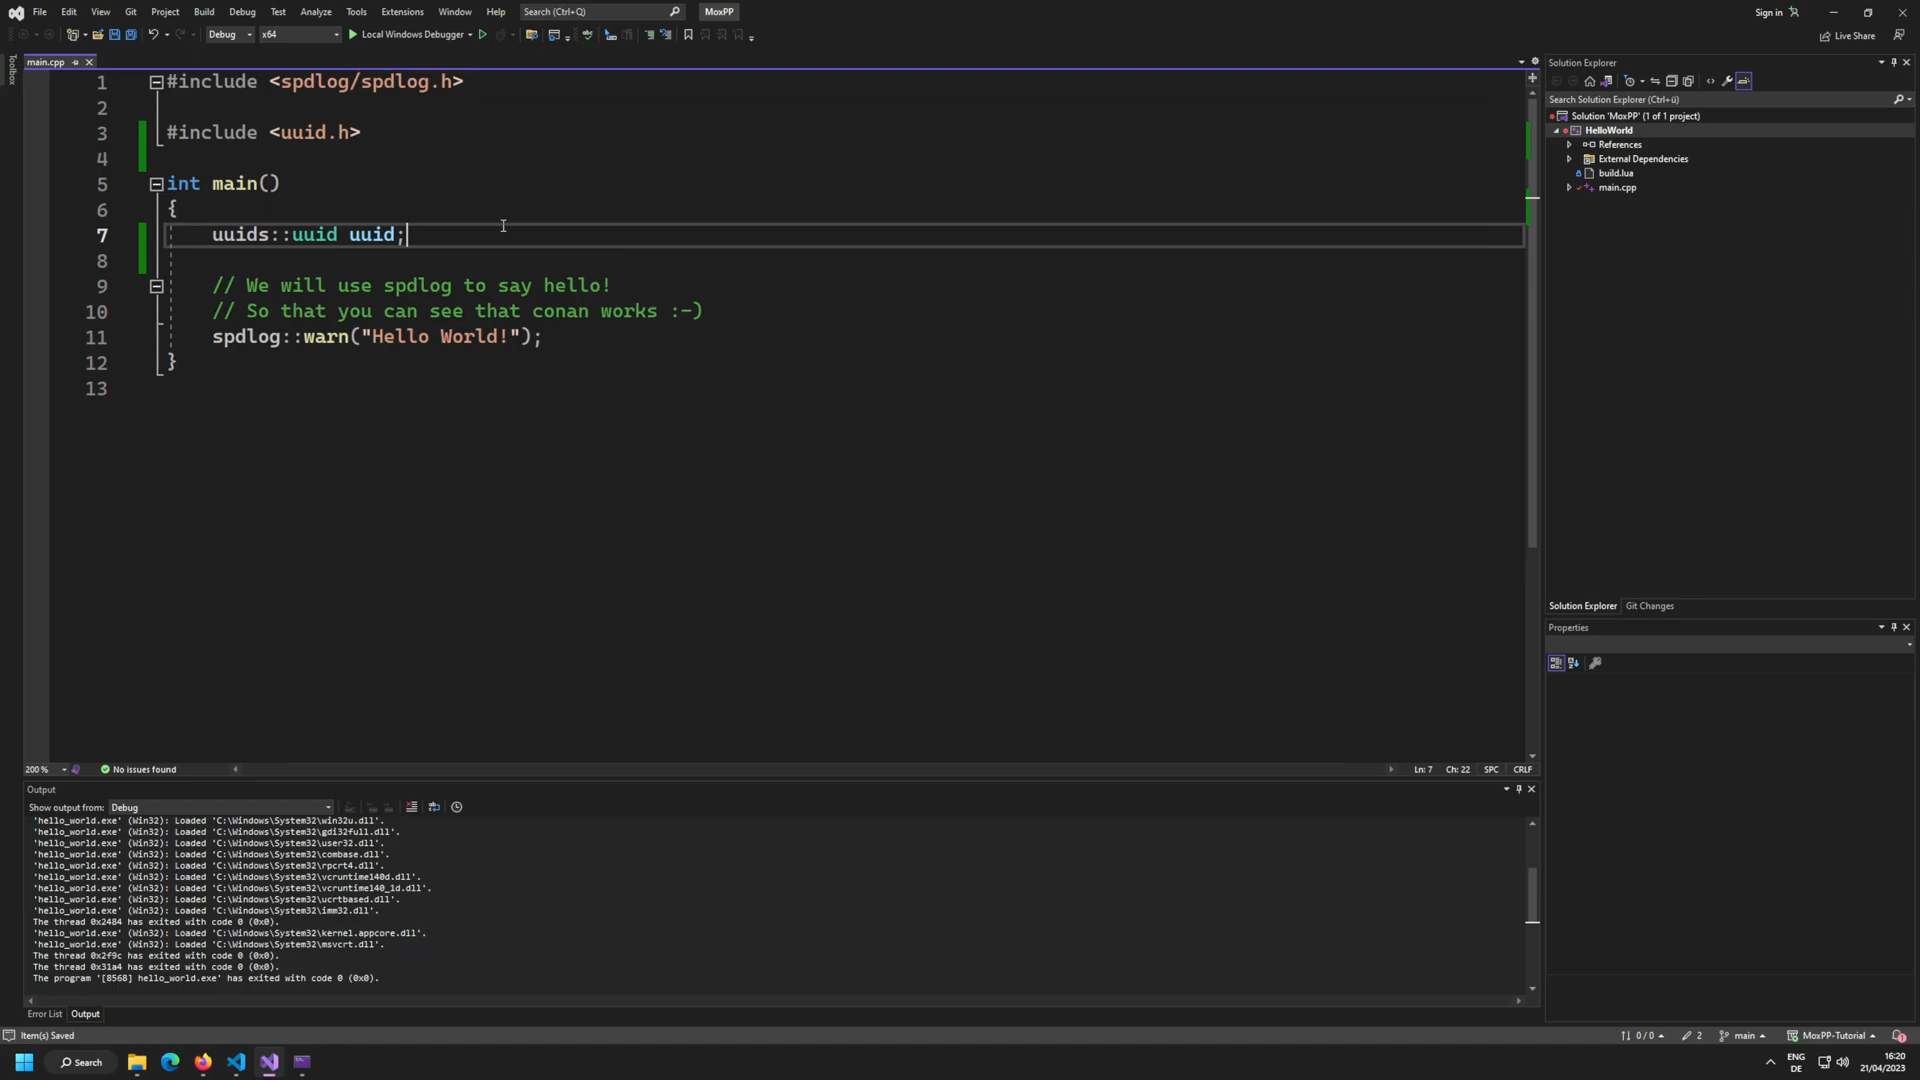 File Edit View Git Project Build Debug Test Analyze Tools Extensions Window Help Search (Ctrl+Q) MoxPP Sign in
Debug x64 Local Windows Debugger Live Share
Toolbox
main.cpp
1 #include <spdlog/spdlog.h>
2
3 #include <uuid.h>
4
5 int main()
6 {
7 uuids::uuid uuid;
8
9 // We will use spdlog to say hello!
10 // So that you can see that conan works :-)
11 spdlog::warn("Hello World!");
12 }
13
200 % No issues found Ln: 7 Ch: 22 SPC CRLF
Solution Explorer
Search Solution Explorer (Ctrl+ü)
Solution 'MoxPP' (1 of 1 project)
HelloWorld
References
External Dependencies
build.lua
main.cpp
Solution Explorer Git Changes
Properties
Output
Show output from: Debug
'hello_world.exe' (Win32): Loaded 'C:\Windows\System32\win32u.dll'.
'hello_world.exe' (Win32): Loaded 'C:\Windows\System32\gdi32full.dll'.
'hello_world.exe' (Win32): Loaded 'C:\Windows\System32\user32.dll'.
'hello_world.exe' (Win32): Loaded 'C:\Windows\System32\combase.dll'.
'hello_world.exe' (Win32): Loaded 'C:\Windows\System32\rpcrt4.dll'.
'hello_world.exe' (Win32): Loaded 'C:\Windows\System32\vcruntime140d.dll'.
'hello_world.exe' (Win32): Loaded 'C:\Windows\System32\vcruntime140_1d.dll'.
'hello_world.exe' (Win32): Loaded 'C:\Windows\System32\ucrtbased.dll'.
'hello_world.exe' (Win32): Loaded 'C:\Windows\System32\imm32.dll'.
The thread 0x2484 has exited with code 0 (0x0).
'hello_world.exe' (Win32): Loaded 'C:\Windows\System32\kernel.appcore.dll'.
'hello_world.exe' (Win32): Loaded 'C:\Windows\System32\msvcrt.dll'.
The thread 0x2f9c has exited with code 0 (0x0).
The thread 0x31a4 has exited with code 0 (0x0).
The program '[8568] hello_world.exe' has exited with code 0 (0x0).
Error List Output
Item(s) Saved 0 / 0 2 main MoxPP-Tutorial 1
Search
ENG 16:20
DE 21/04/2023